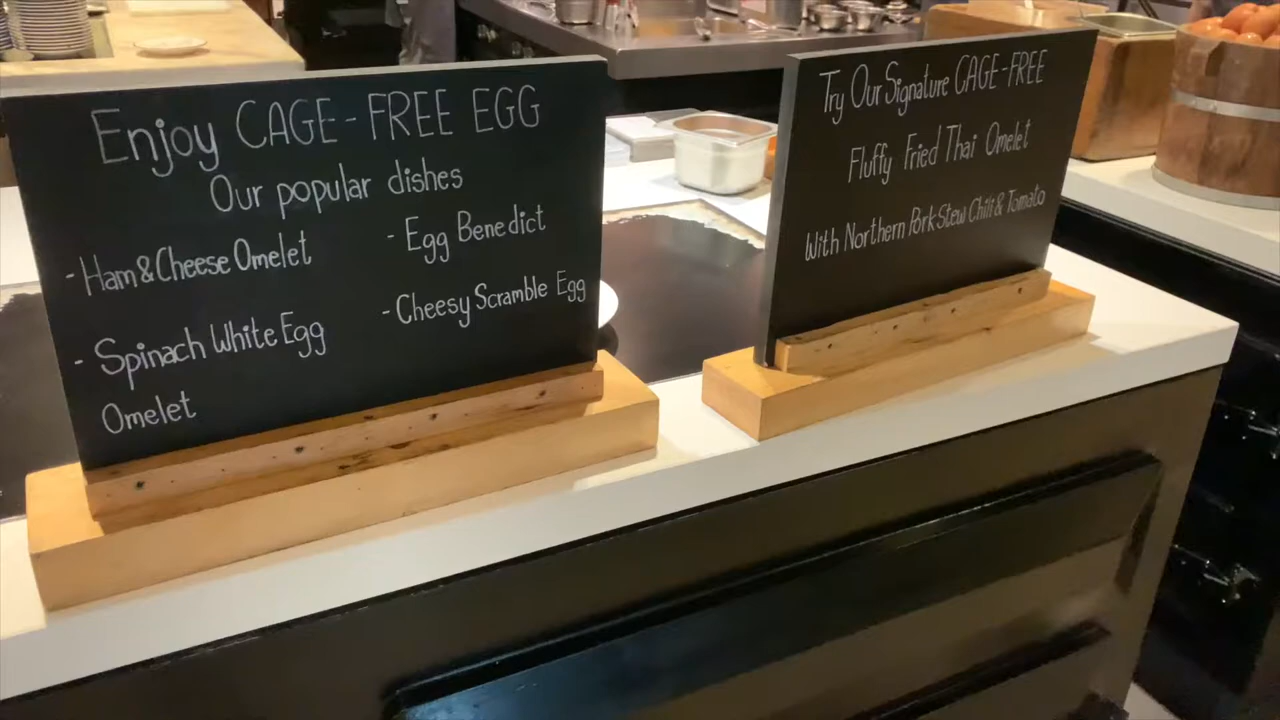 Enjoy CAGE-FREE EGG
Our popular dishes
- Ham & Cheese Omelet
- Egg Benedict
- Spinach White Egg
Omelet
- Cheesy Scramble Egg
Try Our Signature CAGE-FREE
Fluffy Fried Thai Omelet
With Northern Pork Stew Chili & Tomato